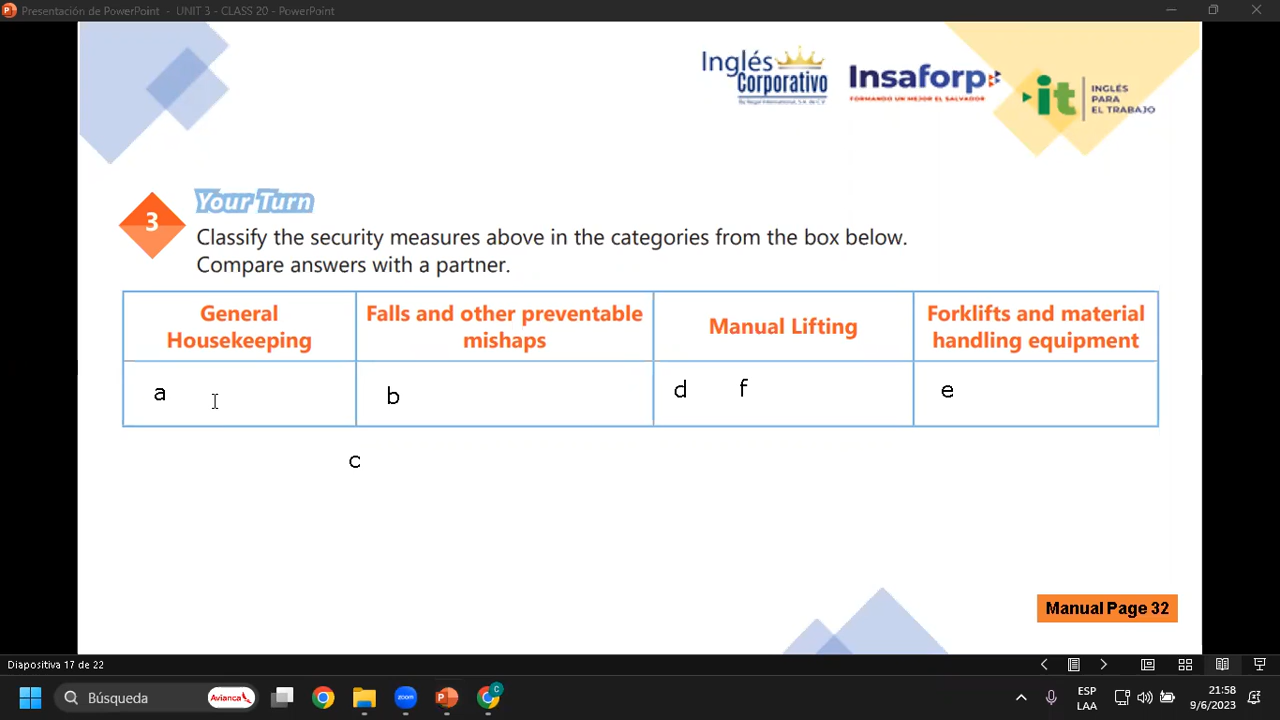 Presentación de PowerPoint - UNIT 3 - CLASS 20 - PowerPoint
Inglés
Corporativo
Insaforp
FORMANDO UN MEJOR EL SALVADOR
it
INGLÉS
PARA
EL TRABAJO
3
Your Turn
Classify the security measures above in the categories from the box below.
Compare answers with a partner.
General
Housekeeping
Falls and other preventable
mishaps
Manual Lifting
Forklifts and material
handling equipment
a
b
d f
e
c
Manual Page 32
Diapositiva 17 de 22
Búsqueda
Avianca
zoom
C
ESP
LAA
21:58
9/6/2023